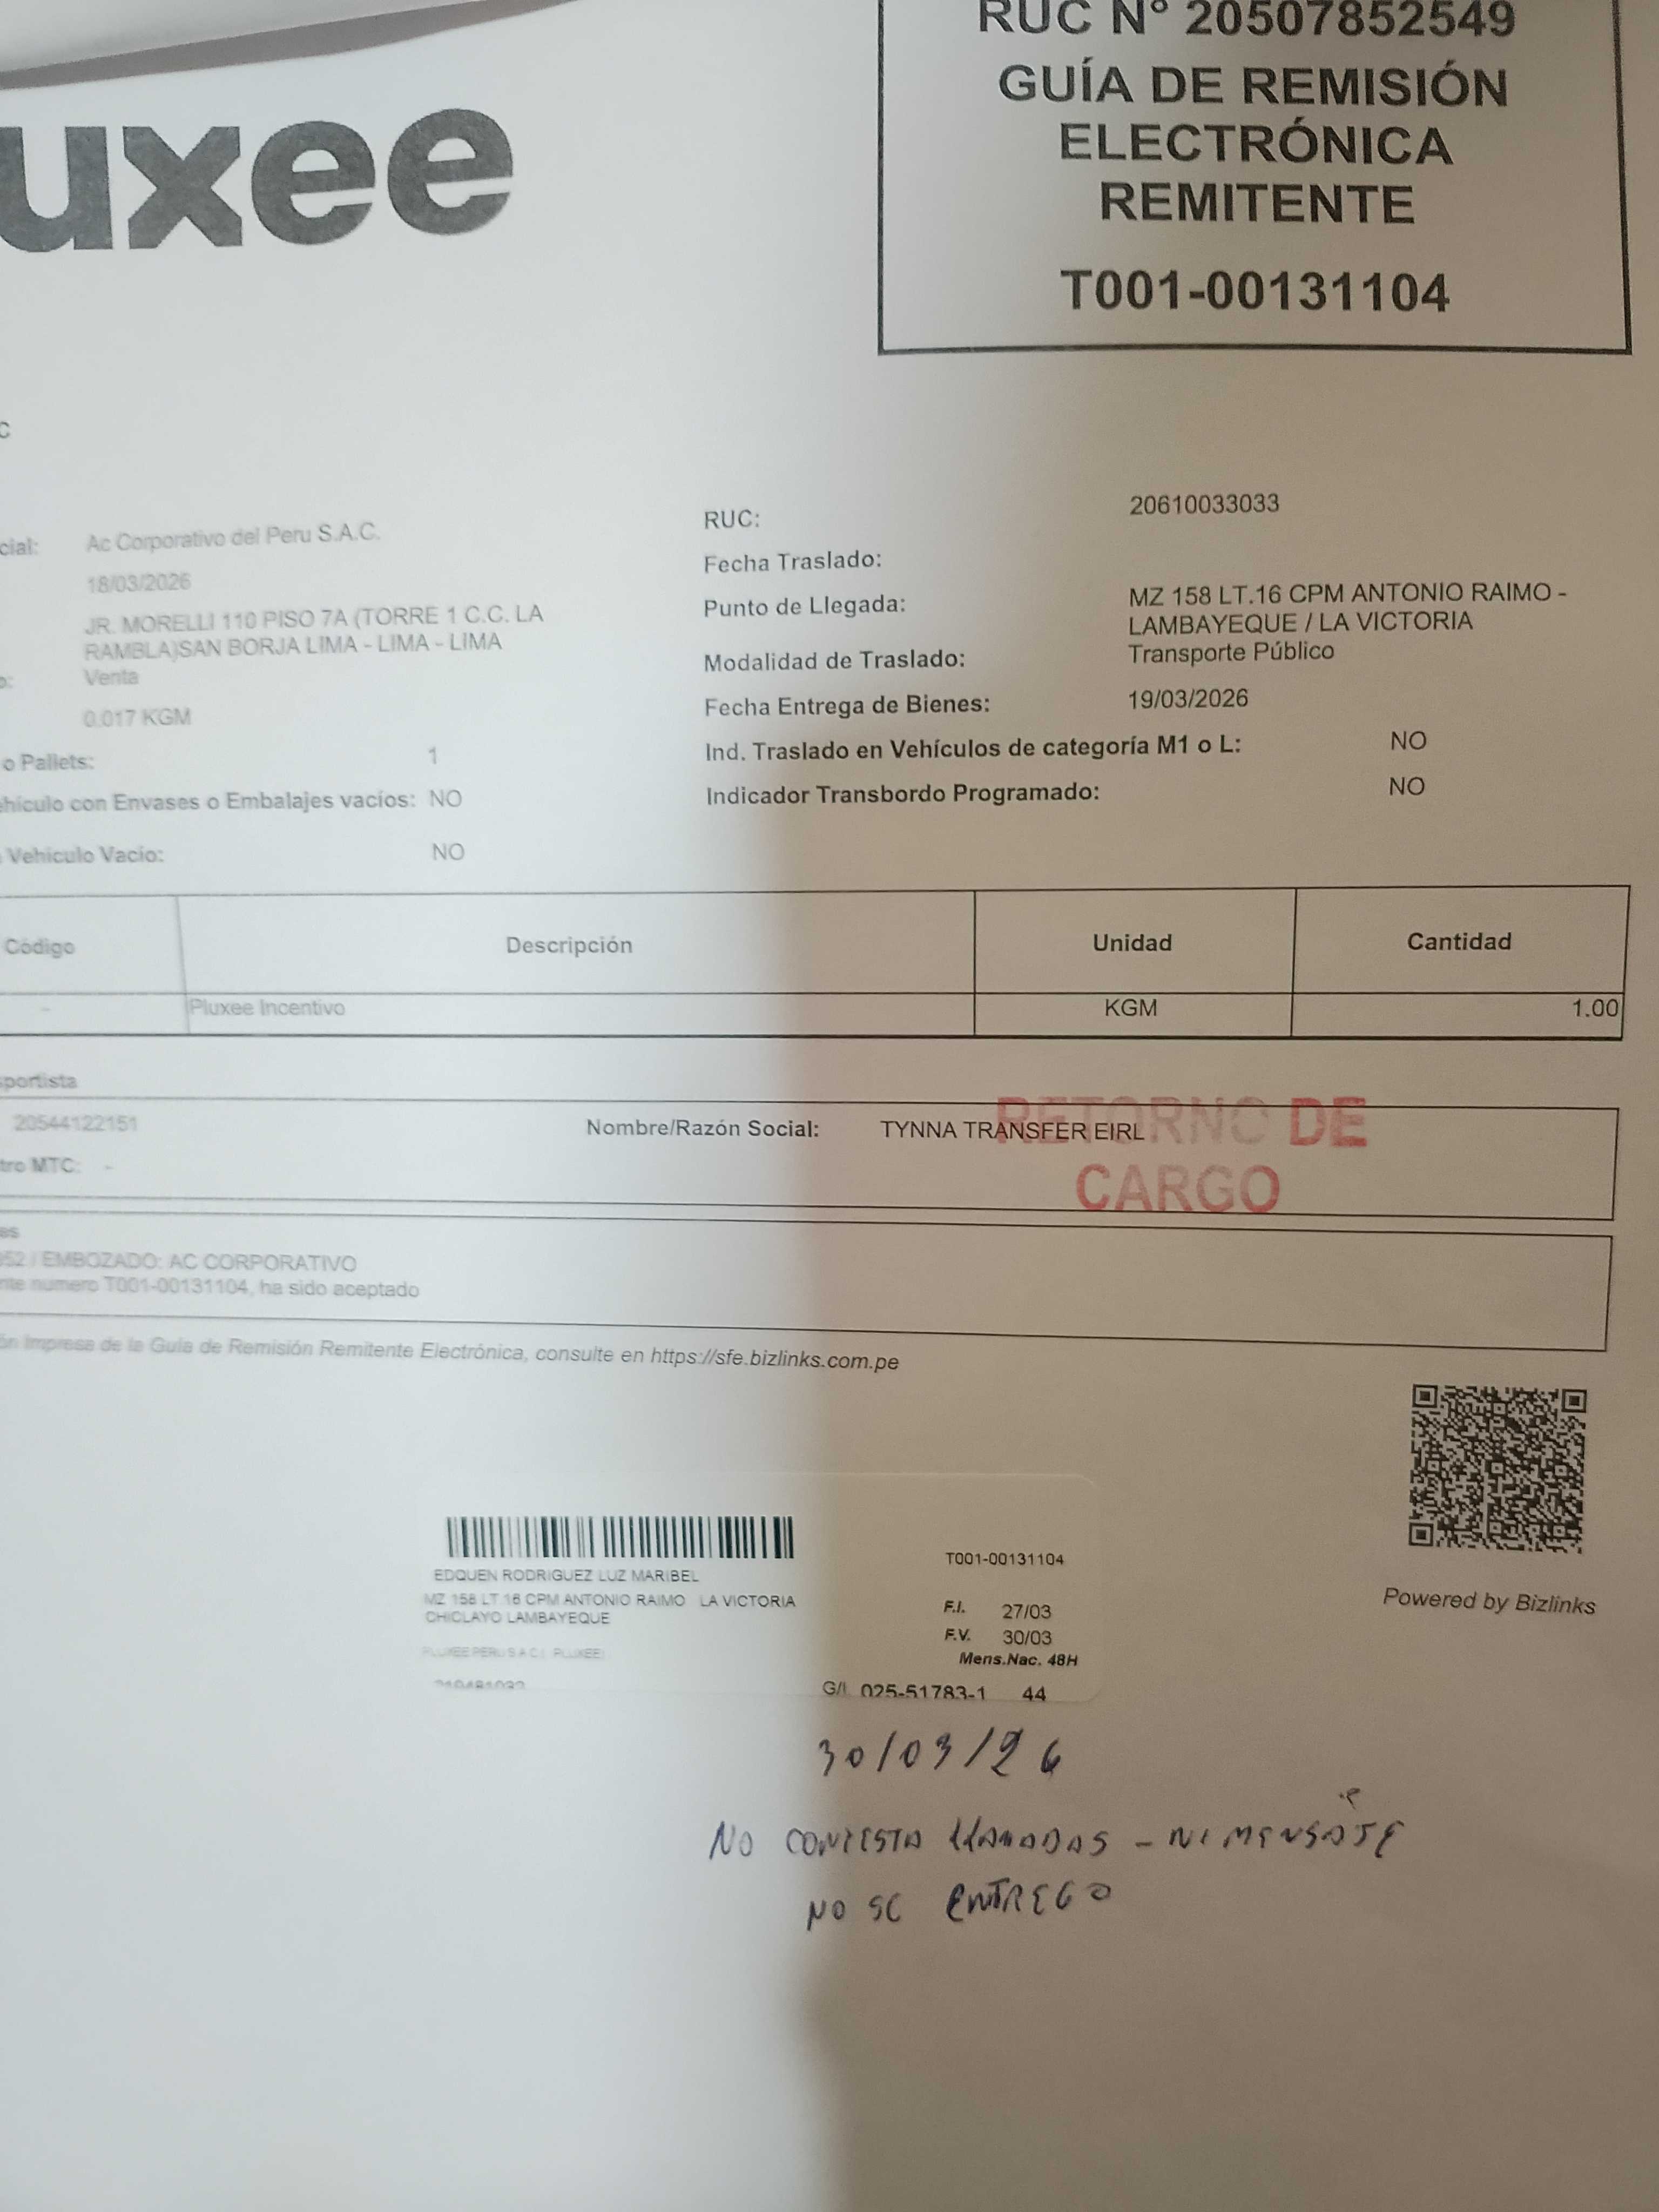 uxee
RUC N° 20507852549
GUÍA DE REMISIÓN
ELECTRÓNICA
REMITENTE
T001-00131104
c
cial: Ac Corporativo del Peru S.A.C.
18/03/2026
JR. MORELLI 110 PISO 7A (TORRE 1 C.C. LA
RAMBLA)SAN BORJA LIMA - LIMA - LIMA
o: Venta
0.017 KGM
o Pallets: 1
ehículo con Envases o Embalajes vacíos: NO
Vehículo Vacío: NO
RUC: 20610033033
Fecha Traslado:
Punto de Llegada: MZ 158 LT.16 CPM ANTONIO RAIMO -
LAMBAYEQUE / LA VICTORIA
Modalidad de Traslado: Transporte Público
Fecha Entrega de Bienes: 19/03/2026
Ind. Traslado en Vehículos de categoría M1 o L: NO
Indicador Transbordo Programado: NO
Código Descripción Unidad Cantidad
- Pluxee Incentivo KGM 1.00
sportista
20544122151 Nombre/Razón Social: TYNNA TRANSFER EIRL
RETORNO DE
CARGO
tro MTC: -
es
952 / EMBOZADO: AC CORPORATIVO
nte numero T001-00131104, ha sido aceptado
ón Impresa de la Guía de Remisión Remitente Electrónica, consulte en https://sfe.bizlinks.com.pe
Powered by Bizlinks
EDQUEN RODRIGUEZ LUZ MARIBEL
MZ 158 LT.16 CPM ANTONIO RAIMO LA VICTORIA
CHICLAYO LAMBAYEQUE
PLUXEE PERU S A C ( PLUXEE)
T001-00131104
F.I. 27/03
F.V. 30/03
Mens.Nac. 48H
G/I. 025-51783-1 44
30/03/26
NO CONTESTA LLAMADAS - NI MENSAJE
NO SE ENTREGO